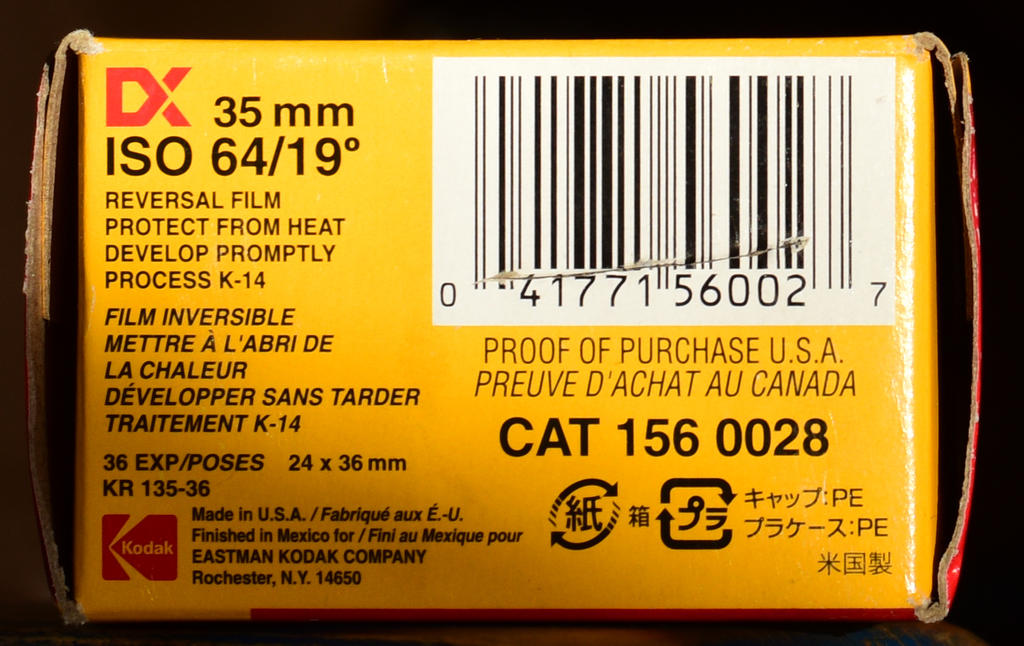 DX 35 mm
ISO 64/19°
REVERSAL FILM
PROTECT FROM HEAT
DEVELOP PROMPTLY
PROCESS K-14
FILM INVERSIBLE
METTRE À L'ABRI DE
LA CHALEUR
DÉVELOPPER SANS TARDER
TRAITEMENT K-14
36 EXP/POSES 24 x 36 mm
KR 135-36
Kodak
Made in U.S.A. / Fabriqué aux É.-U.
Finished in Mexico for / Fini au Mexique pour
EASTMAN KODAK COMPANY
Rochester, N.Y. 14650
0 41771 56002 7
PROOF OF PURCHASE U.S.A.
PREUVE D'ACHAT AU CANADA
CAT 156 0028
紙 箱 プラ キャップ:PE
プラケース:PE
米国製